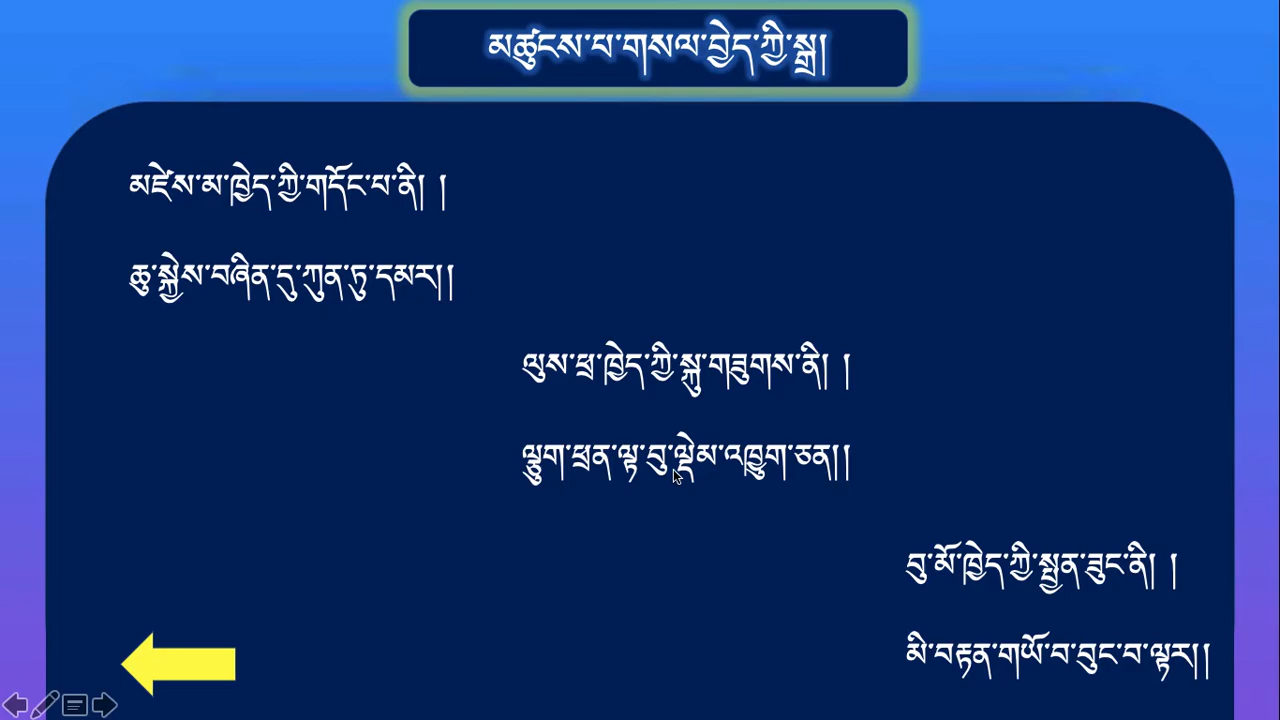 མཚུངས་པ་གསལ་བྱེད་ཀྱི་སྒྲ།
མཛེས་མ་ཁྱེད་ཀྱི་གདོང་པ་ནི། །
ཆུ་སྐྱེས་བཞིན་དུ་ཀུན་ཏུ་དམར།།
ལུས་ཕྲ་ཁྱེད་ཀྱི་སྐུ་གཟུགས་ནི། །
ལྕུག་ཕྲན་ལྟ་བུ་ལྡེམ་འཁྱུག་ཅན།།
བུ་མོ་ཁྱེད་ཀྱི་སྤྱན་ཟུང་ནི། །
མི་བརྟན་གཡོ་བ་བུང་བ་ལྟར།།